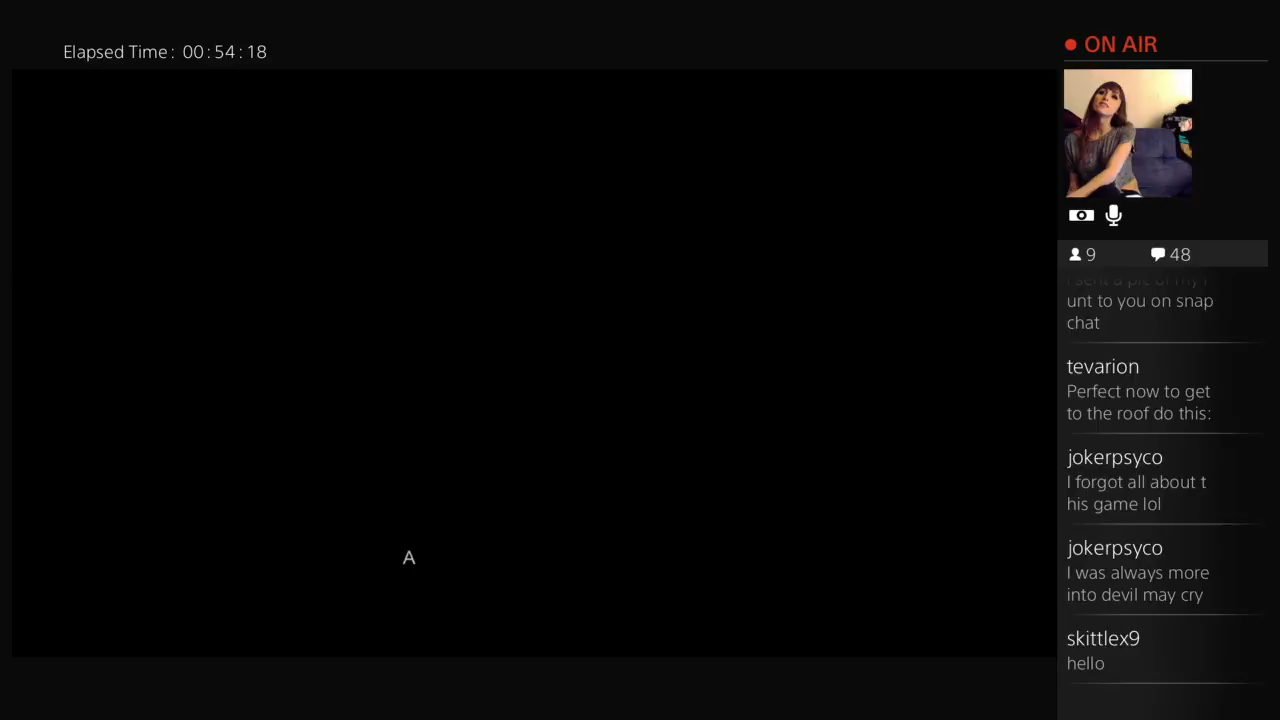 Elapsed Time: 00:54:18
ON AIR
9
48
unt to you on snap
chat
tevarion
Perfect now to get
to the roof do this:
jokerpsyco
I forgot all about t
his game lol
jokerpsyco
I was always more
into devil may cry
skittlex9
hello
A